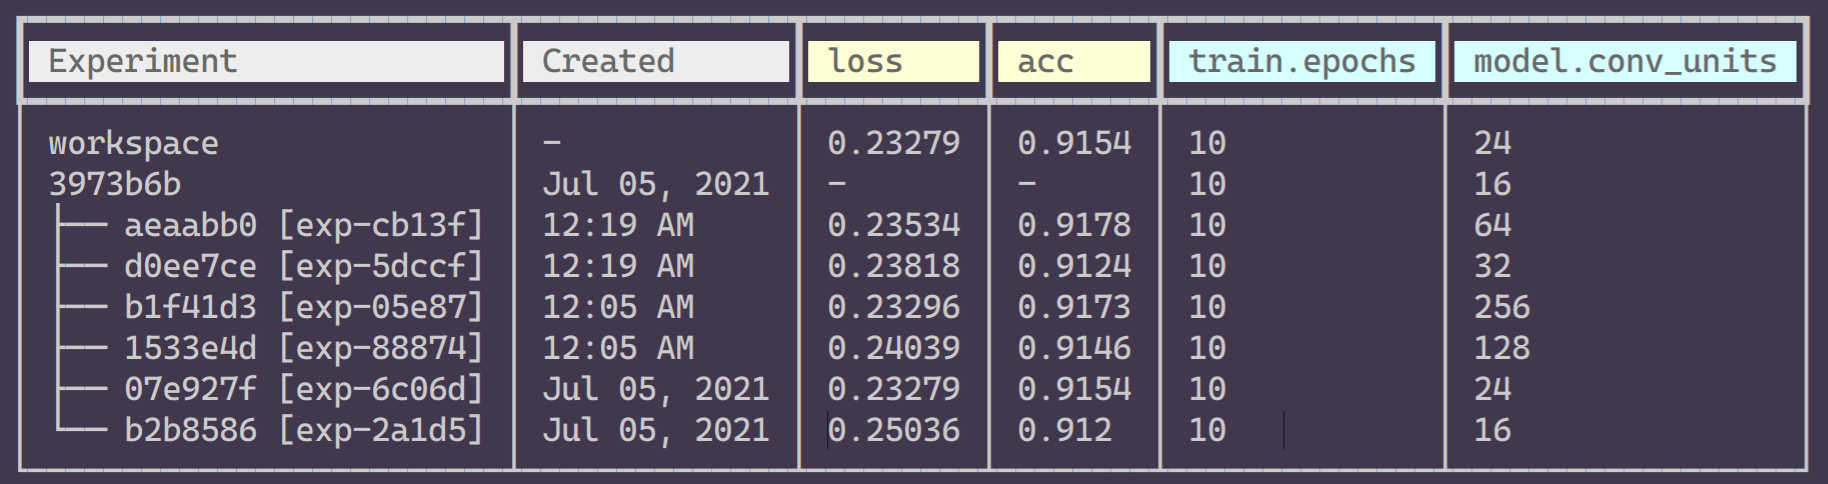 Experiment Created loss acc train.epochs model.conv_units
workspace - 0.23279 0.9154 10 24
3973b6b Jul 05, 2021 - - 10 16
├── aeaabb0 [exp-cb13f] 12:19 AM 0.23534 0.9178 10 64
├── d0ee7ce [exp-5dccf] 12:19 AM 0.23818 0.9124 10 32
├── b1f41d3 [exp-05e87] 12:05 AM 0.23296 0.9173 10 256
├── 1533e4d [exp-88874] 12:05 AM 0.24039 0.9146 10 128
├── 07e927f [exp-6c06d] Jul 05, 2021 0.23279 0.9154 10 24
└── b2b8586 [exp-2a1d5] Jul 05, 2021 0.25036 0.912 10 16